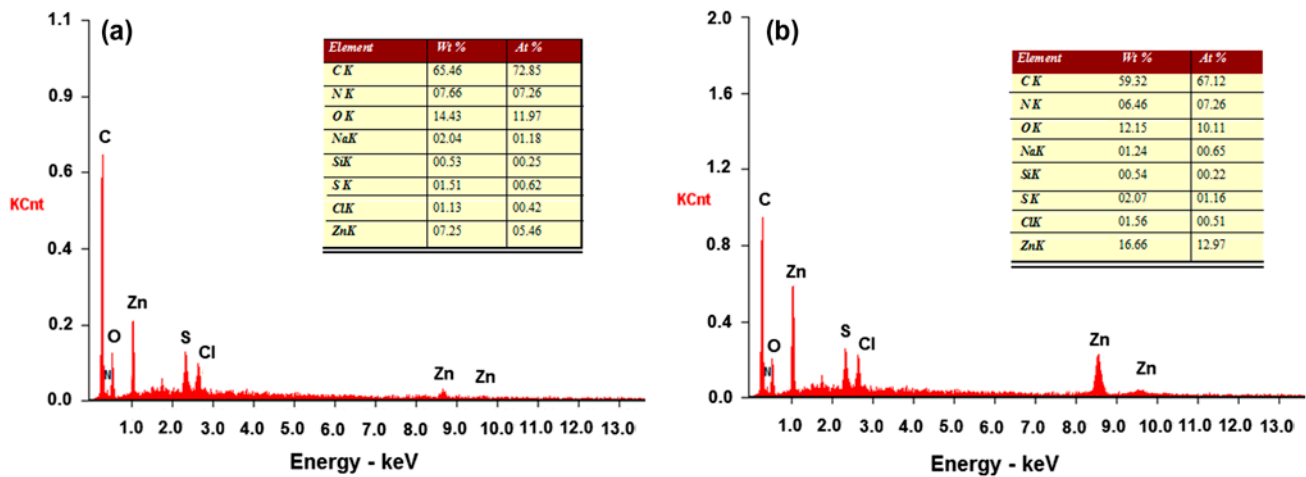 (a)
1.1
0.9
0.6
0.4
0.2
0.0
KCnt
C
N
O
Zn
S
Cl
Zn
Zn
1.0 2.0 3.0 4.0 5.0 6.0 7.0 8.0 9.0 10.0 11.0 12.0 13.0
Energy - keV
Element Wt % At %
C K 65.46 72.85
N K 07.66 07.26
O K 14.43 11.97
NaK 02.04 01.18
SiK 00.53 00.25
S K 01.51 00.62
ClK 01.13 00.42
ZnK 07.25 05.46
(b)
2.0
1.6
1.2
0.8
0.4
0.0
KCnt
C
N
O
Zn
S
Cl
Zn
Zn
1.0 2.0 3.0 4.0 5.0 6.0 7.0 8.0 9.0 10.0 11.0 12.0 13.0
Energy - keV
Element Wt % At %
C K 59.32 67.12
N K 06.46 07.26
O K 12.15 10.11
NaK 01.24 00.65
SiK 00.54 00.22
S K 02.07 01.16
ClK 01.56 00.51
ZnK 16.66 12.97